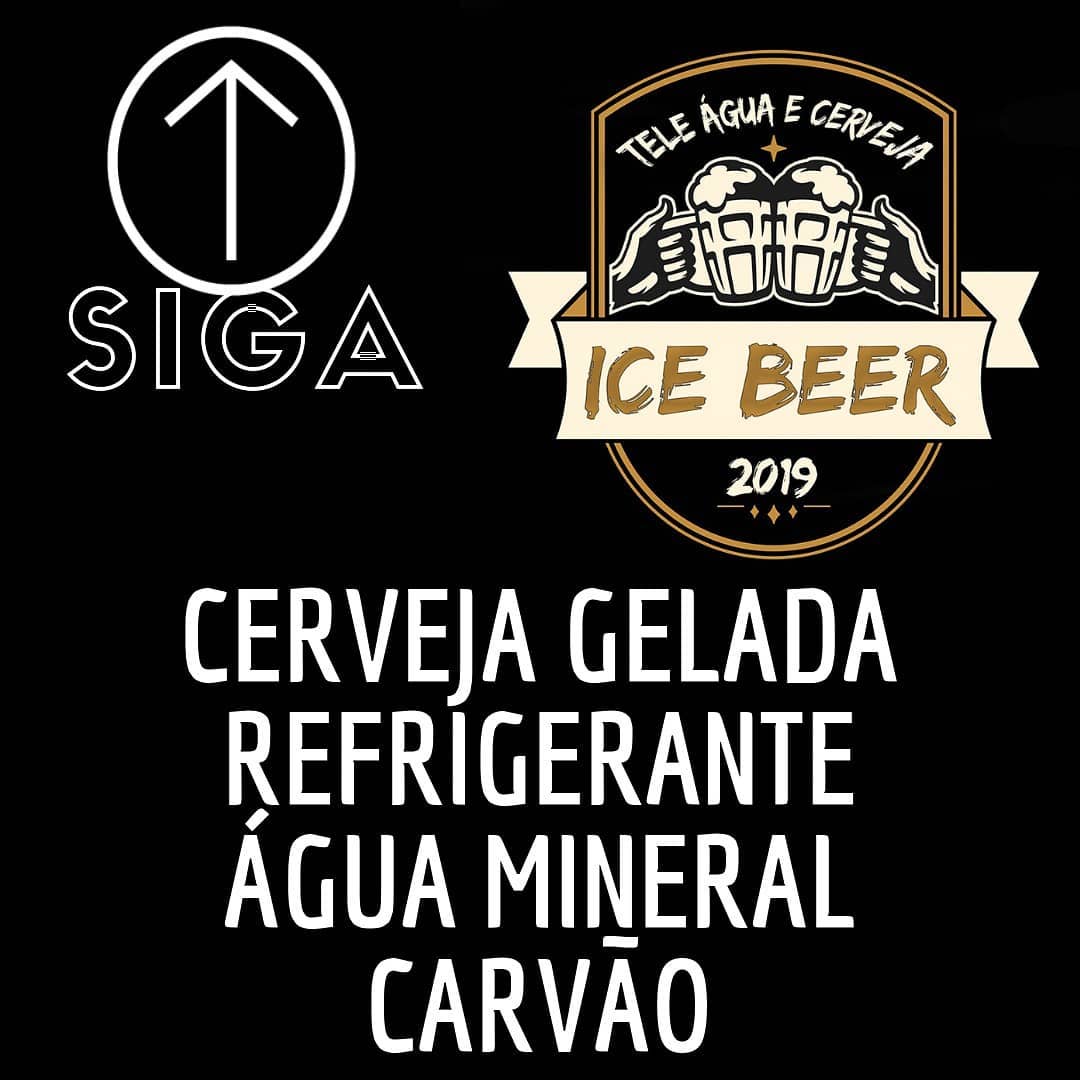 SIGA
TELE ÁGUA E CERVEJA
ICE BEER
2019
CERVEJA GELADA
REFRIGERANTE
ÁGUA MINERAL
CARVÃO